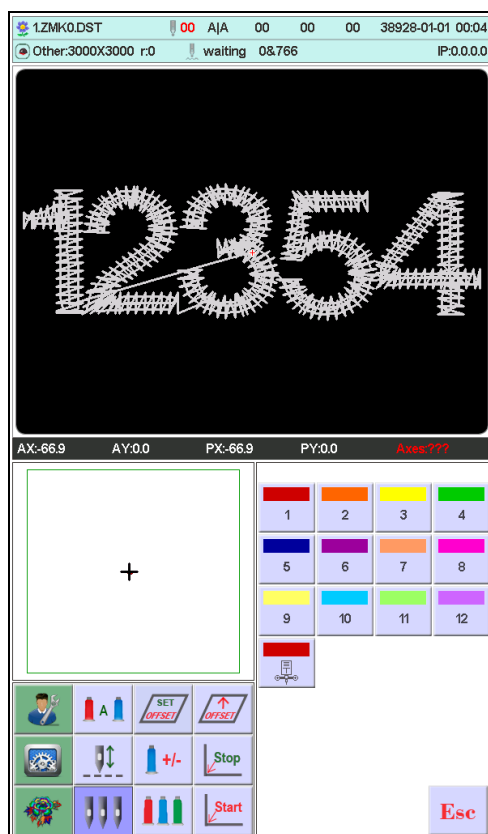 1.ZMK0.DST 00 A|A 00 00 00 38928-01-01 00:04
Other:3000X3000 r:0 waiting 0&766 IP:0.0.0.0
12354
AX:-66.9 AY:0.0 PX:-66.9 PY:0.0 Axes:???
1 2 3 4
5 6 7 8
9 10 11 12
A SET OFFSET OFFSET
+/- Stop
Start Esc